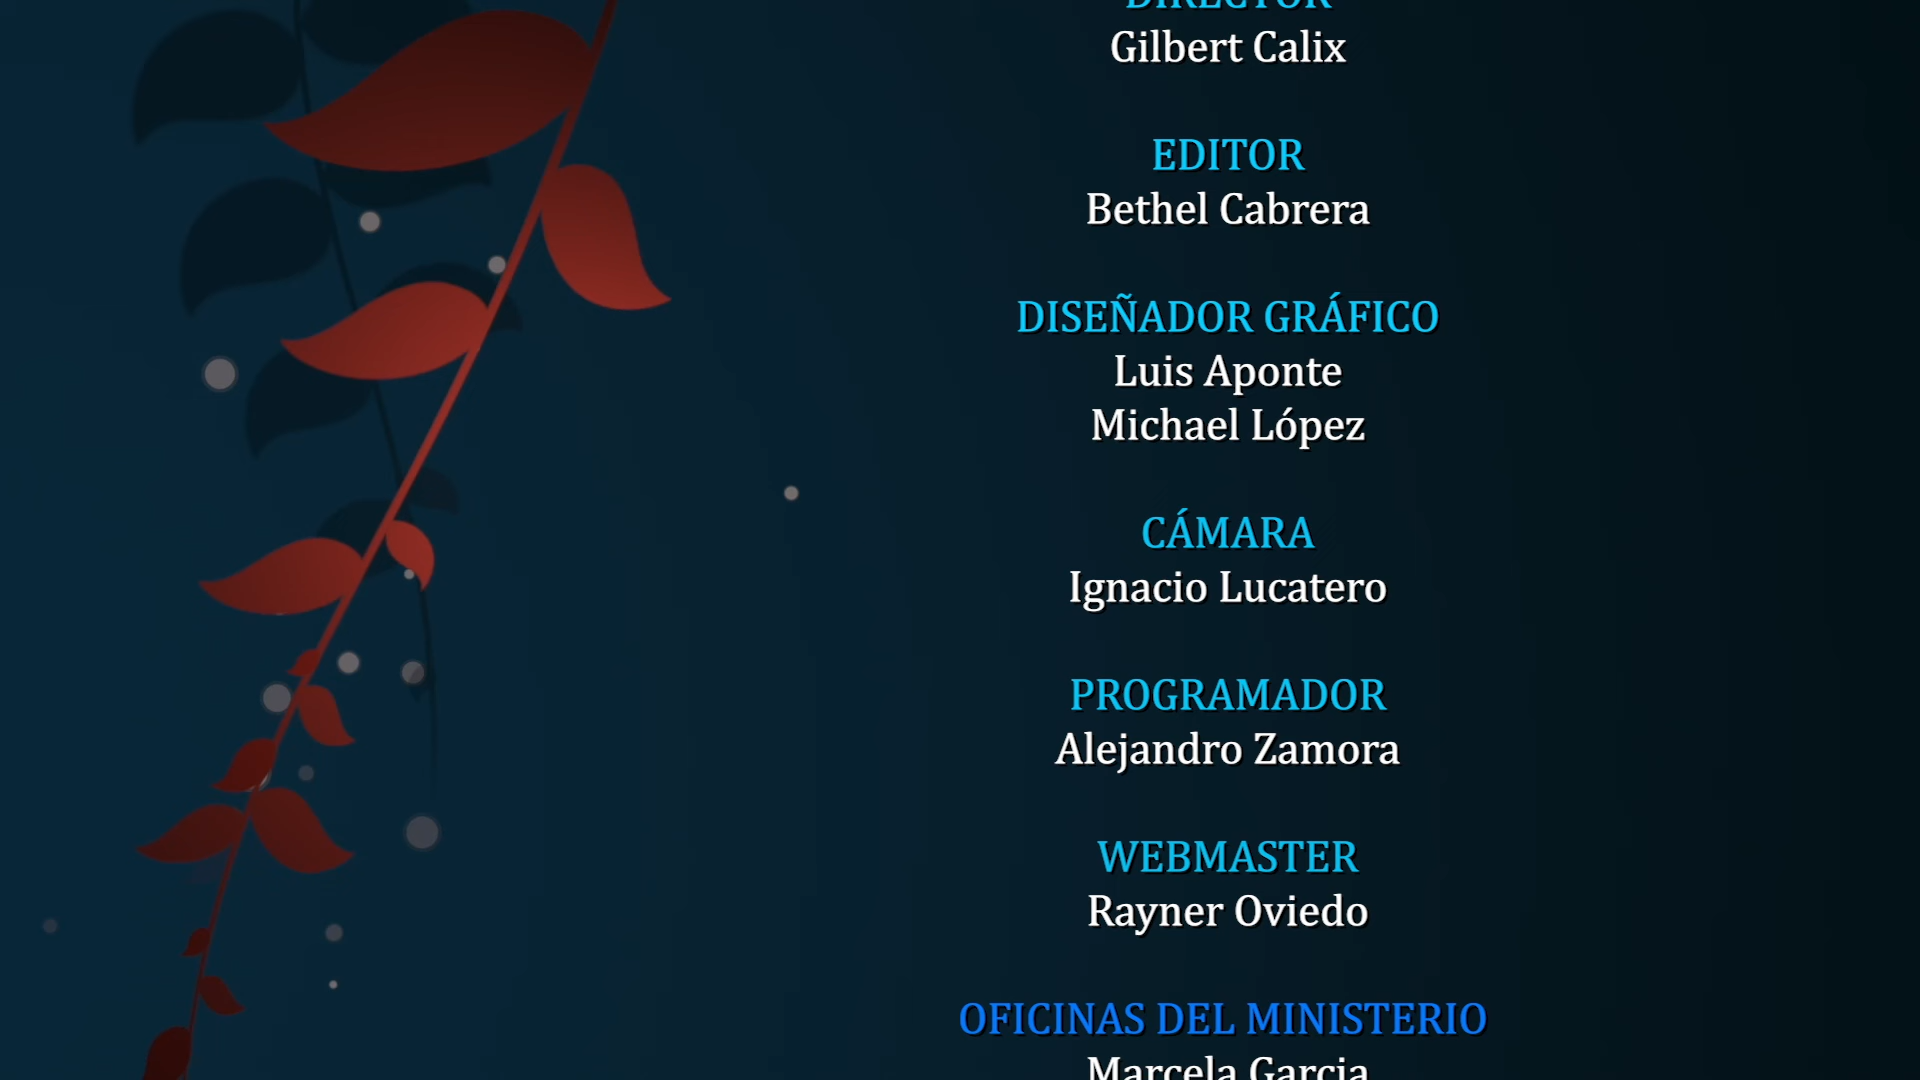 DIRECTOR
Gilbert Calix
EDITOR
Bethel Cabrera
DISEÑADOR GRÁFICO
Luis Aponte
Michael López
CÁMARA
Ignacio Lucatero
PROGRAMADOR
Alejandro Zamora
WEBMASTER
Rayner Oviedo
OFICINAS DEL MINISTERIO
Marcela Garcia